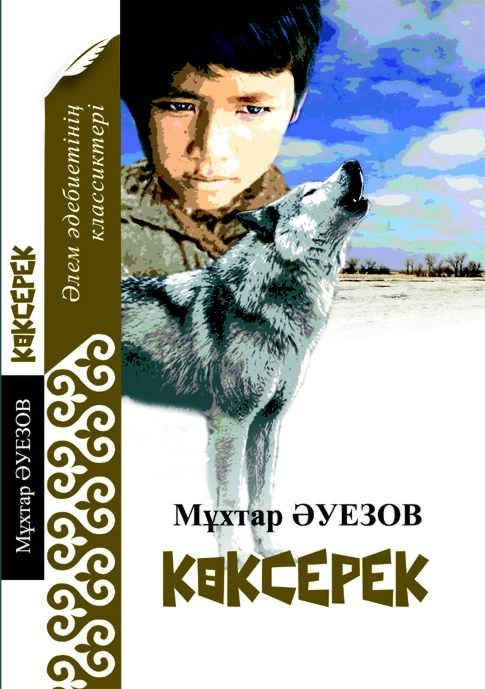 Әлем әдебиетінің
классиктері
КӨКСЕРЕК
Мұхтар ӘУЕЗОВ
Мұхтар ӘУЕЗОВ
КӨКСЕРЕК